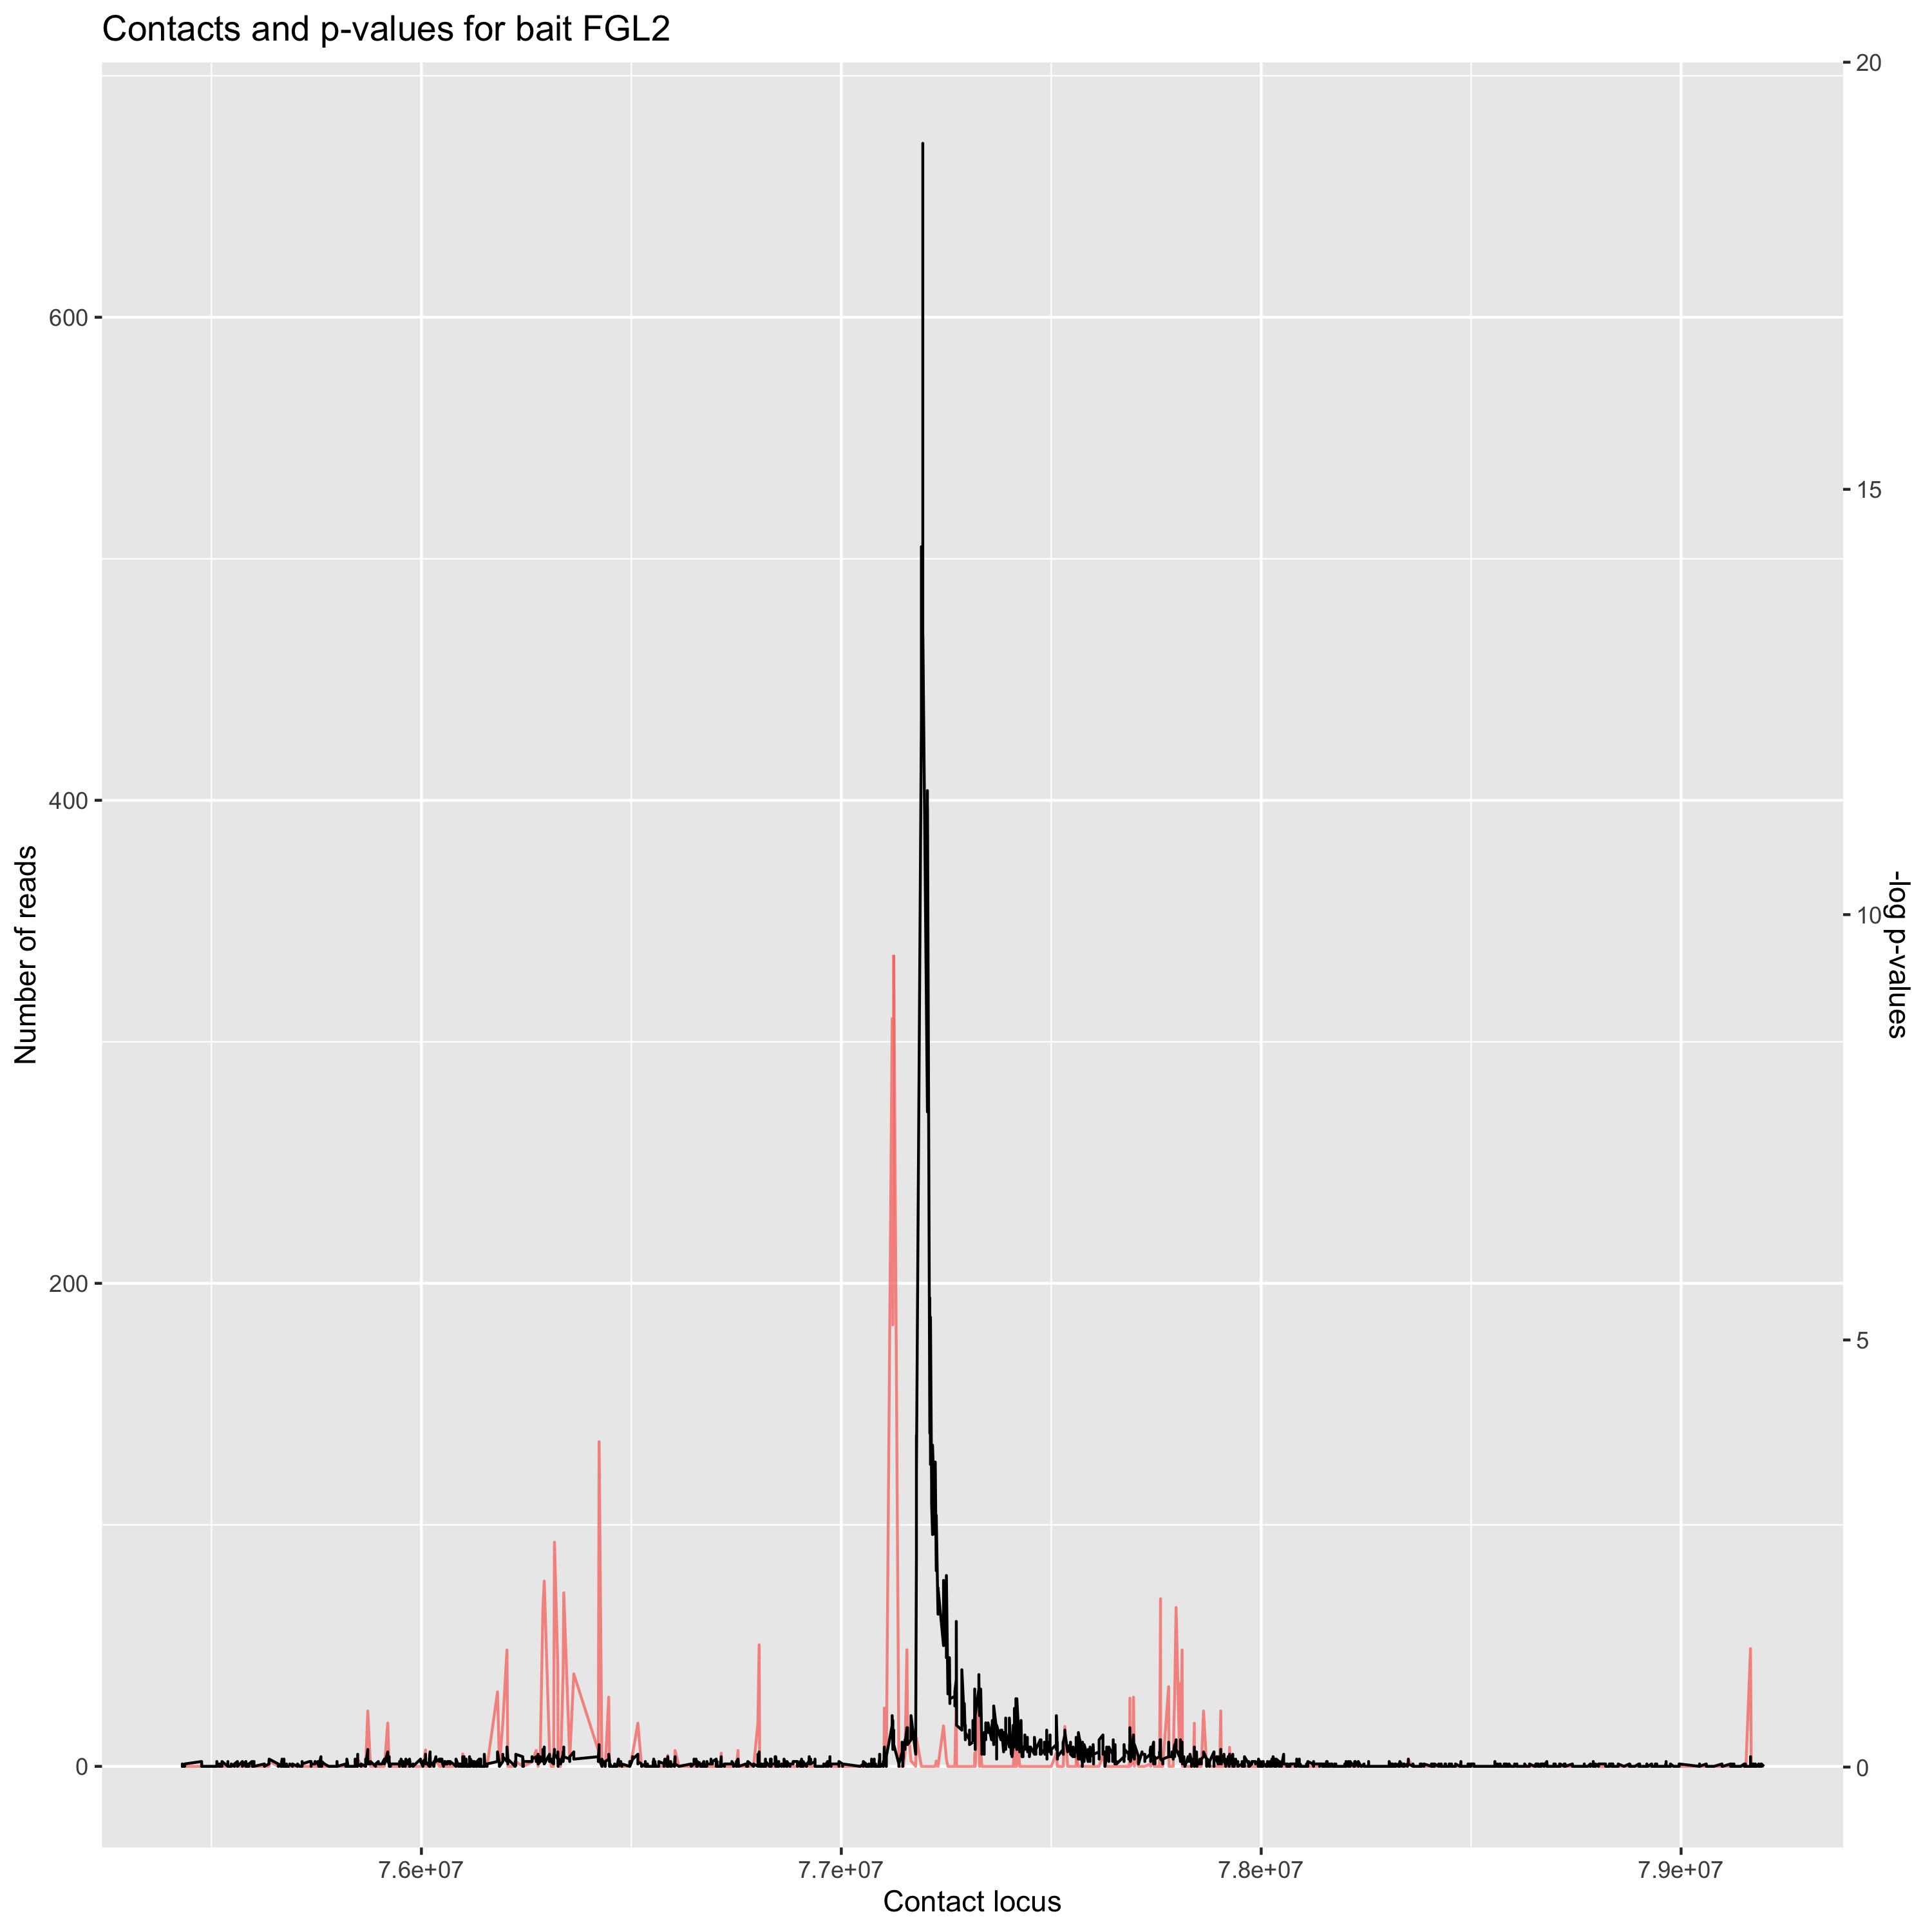 Contacts and p-values for bait FGL2
20
600
15
400
10
Number of reads
-log p-values
200
5
0
0
7.6e+07
7.7e+07
7.8e+07
7.9e+07
Contact locus